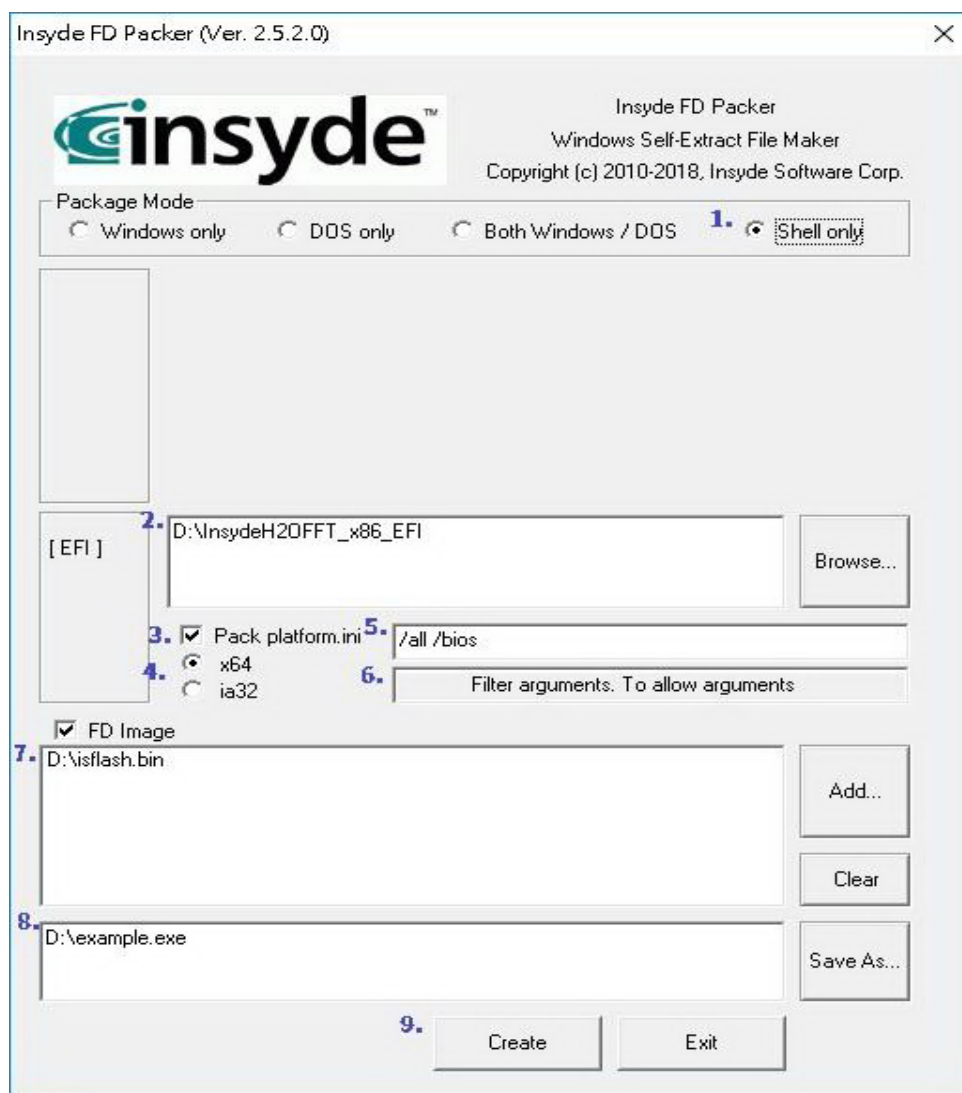 Insyde FD Packer (Ver. 2.5.2.0)
insyde™
Insyde FD Packer
Windows Self-Extract File Maker
Copyright (c) 2010-2018, Insyde Software Corp.
Package Mode
Windows only DOS only Both Windows / DOS 1. Shell only
[ EFI ]
2. D:\InsydeH2OFFT_x86_EFI
Browse...
3. Pack platform.ini 5. /all /bios
4. x64
ia32
6. Filter arguments. To allow arguments
FD Image
7. D:\isflash.bin
Add...
Clear
8. D:\example.exe
Save As...
9. Create Exit